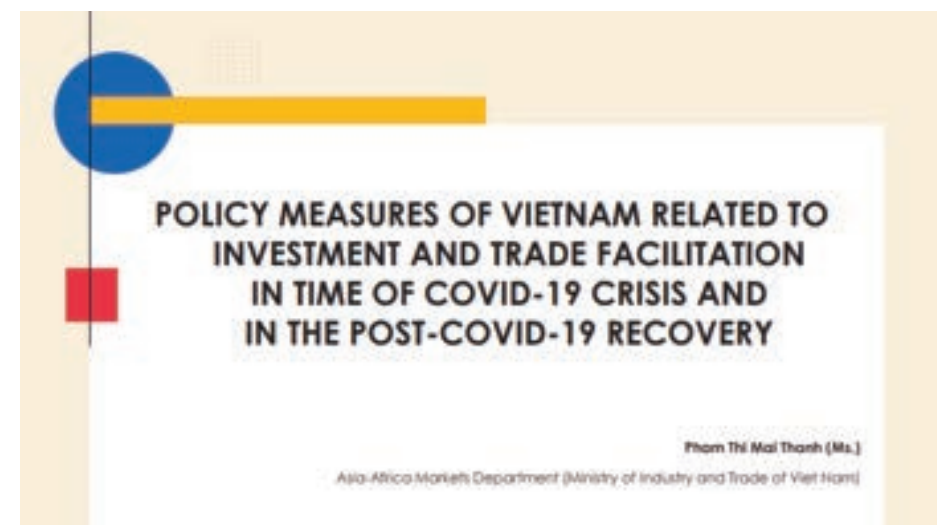 POLICY MEASURES OF VIETNAM RELATED TO
INVESTMENT AND TRADE FACILITATION
IN TIME OF COVID-19 CRISIS AND
IN THE POST-COVID-19 RECOVERY
Pham Thi Mai Thanh (Ms.)
Asia-Africa Markets Department (Ministry of Industry and Trade of Viet Nam)